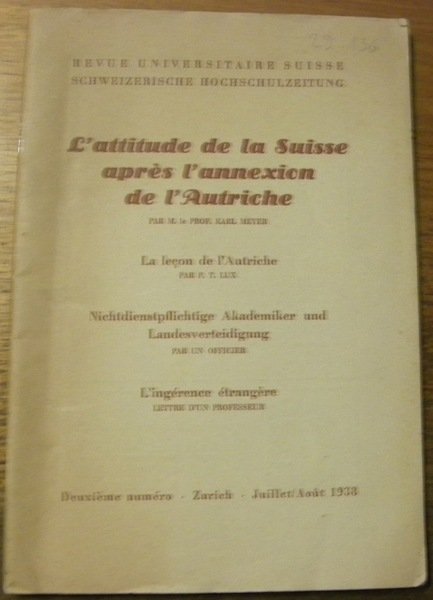 REVUE UNIVERSITAIRE SUISSE
SCHWEIZERISCHE HOCHSCHULZEITUNG
L'attitude de la Suisse
après l'annexion
de l'Autriche
PAR M. le PROF. KARL MEYER
La leçon de l'Autriche
PAR P. T. LUX
Nichtdienstpflichtige Akademiker und
Landesverteidigung
PAR UN OFFICIER
L'ingérence étrangère
LETTRE D'UN PROFESSEUR
Deuxième numéro - Zurich - Juillet/Août 1938